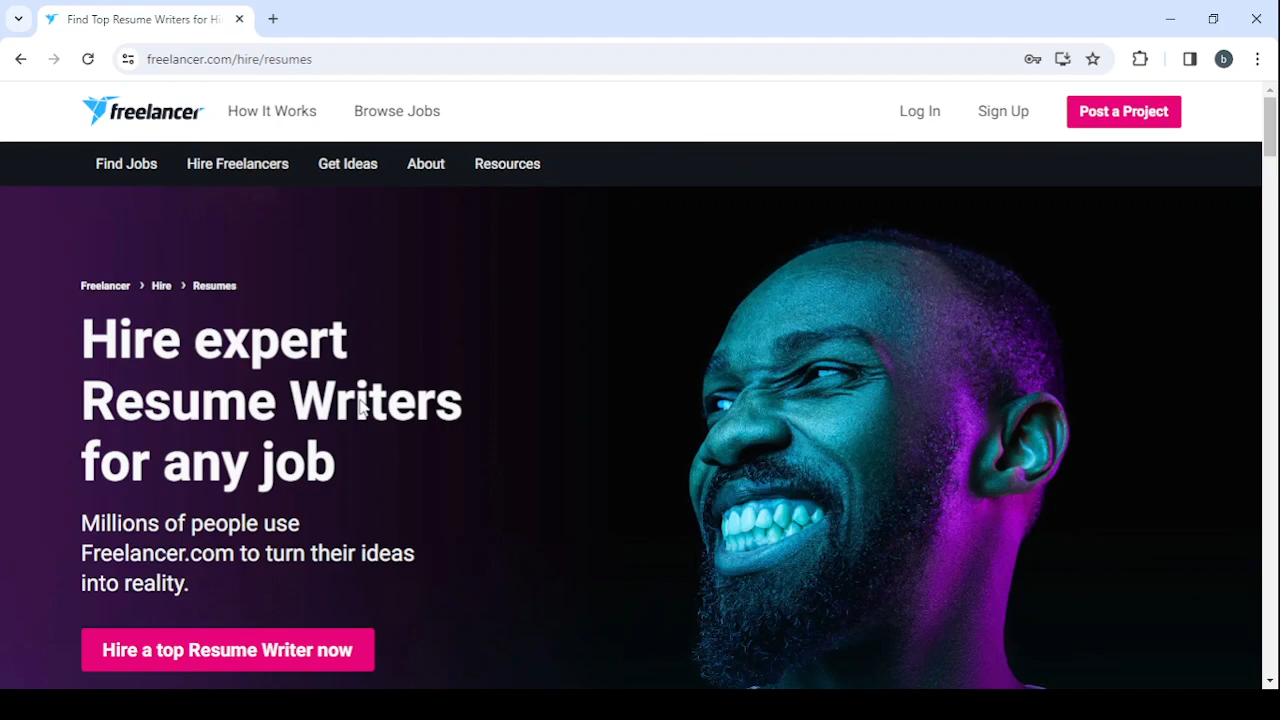 Find Top Resume Writers for Hi
freelancer.com/hire/resumes
b
freelancer
How It Works
Browse Jobs
Log In
Sign Up
Post a Project
Find Jobs
Hire Freelancers
Get Ideas
About
Resources
Freelancer > Hire > Resumes
Hire expert
Resume Writers
for any job
Millions of people use
Freelancer.com to turn their ideas
into reality.
Hire a top Resume Writer now